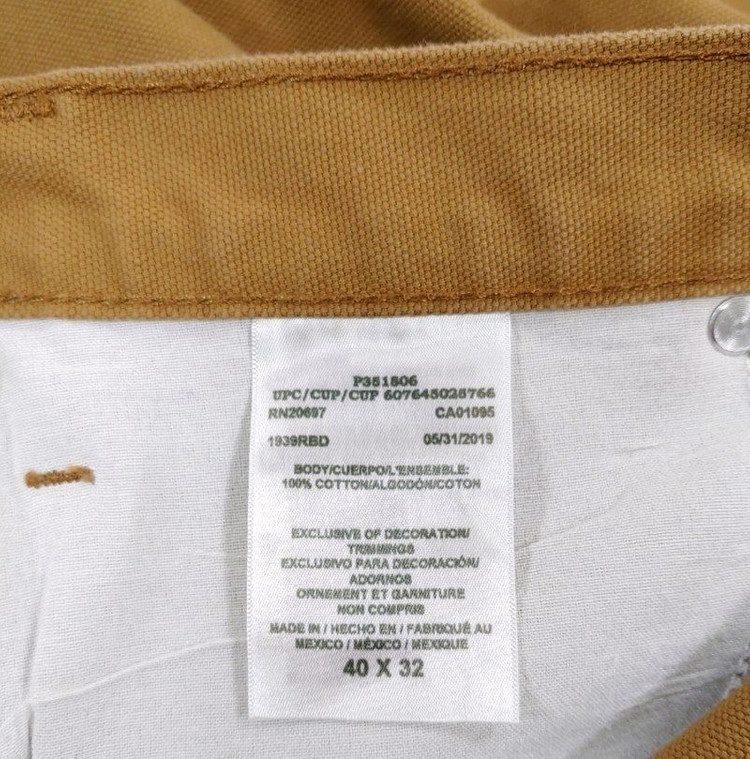 P351806
UPC/CUP/CUP 607645025766
RN20697 CA01095
1939RBD 05/31/2019
BODY/CUERPO/L'ENSEMBLE:
100% COTTON/ALGODÓN/COTON
EXCLUSIVE OF DECORATION/
TRIMMINGS
EXCLUSIVO PARA DECORACIÓN/
ADORNOS
ORNEMENT ET GARNITURE
NON COMPRIS
MADE IN / HECHO EN / FABRIQUÉ AU
MEXICO / MÉXICO / MEXIQUE
40 X 32